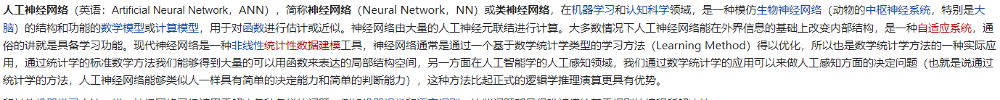 人工神经网络（英语：Artificial Neural Network，ANN），简称神经网络（Neural Network，NN）或类神经网络，在机器学习和认知科学领域，是一种模仿生物神经网络（动物的中枢神经系统，特别是大
脑）的结构和功能的数学模型或计算模型，用于对函数进行估计或近似。神经网络由大量的人工神经元联结进行计算。大多数情况下人工神经网络能在外界信息的基础上改变内部结构，是一种自适应系统，通
俗的讲就是具备学习功能。现代神经网络是一种非线性统计性数据建模工具，神经网络通常是通过一个基于数学统计学类型的学习方法（Learning Method）得以优化，所以也是数学统计学方法的一种实际应
用，通过统计学的标准数学方法我们能够得到大量的可以用函数来表达的局部结构空间，另一方面在人工智能学的人工感知领域，我们通过数学统计学的应用可以来做人工感知方面的决定问题（也就是说通过
统计学的方法，人工神经网络能够类似人一样具有简单的决定能力和简单的判断能力），这种方法比起正式的逻辑学推理演算更具有优势。